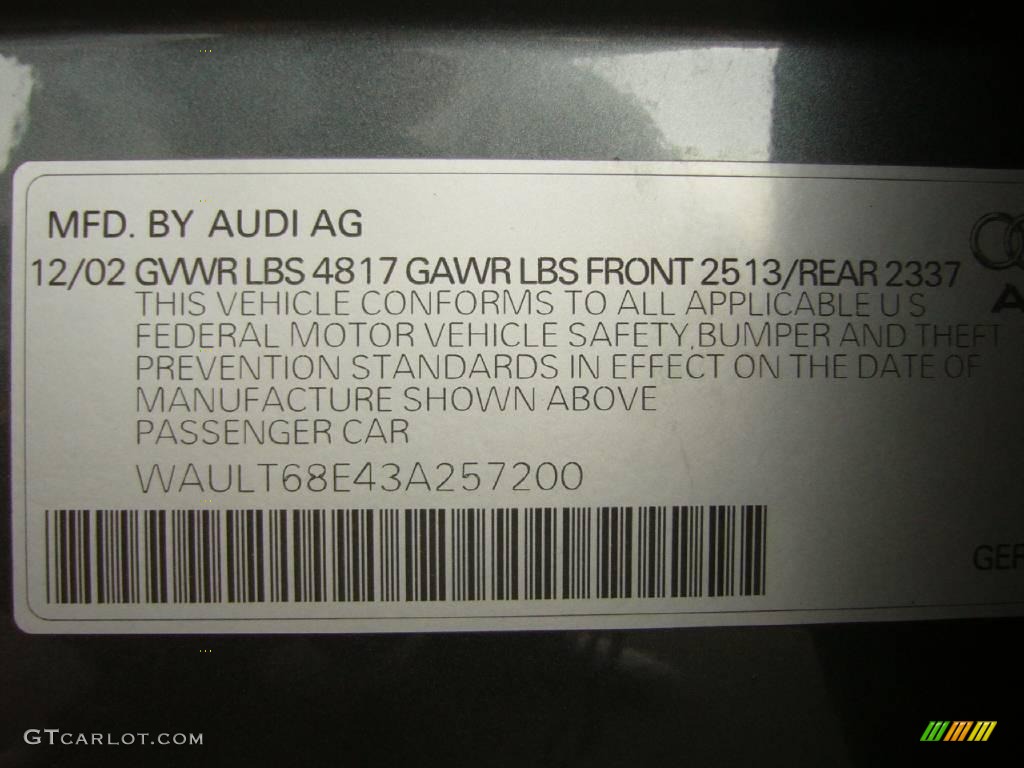 MFD. BY AUDI AG
12/02 GVWR LBS 4817 GAWR LBS FRONT 2513/REAR 2337
THIS VEHICLE CONFORMS TO ALL APPLICABLE U S
FEDERAL MOTOR VEHICLE SAFETY, BUMPER AND THEFT
PREVENTION STANDARDS IN EFFECT ON THE DATE OF
MANUFACTURE SHOWN ABOVE
PASSENGER CAR
WAULT68E43A257200
GTCARLOT.COM